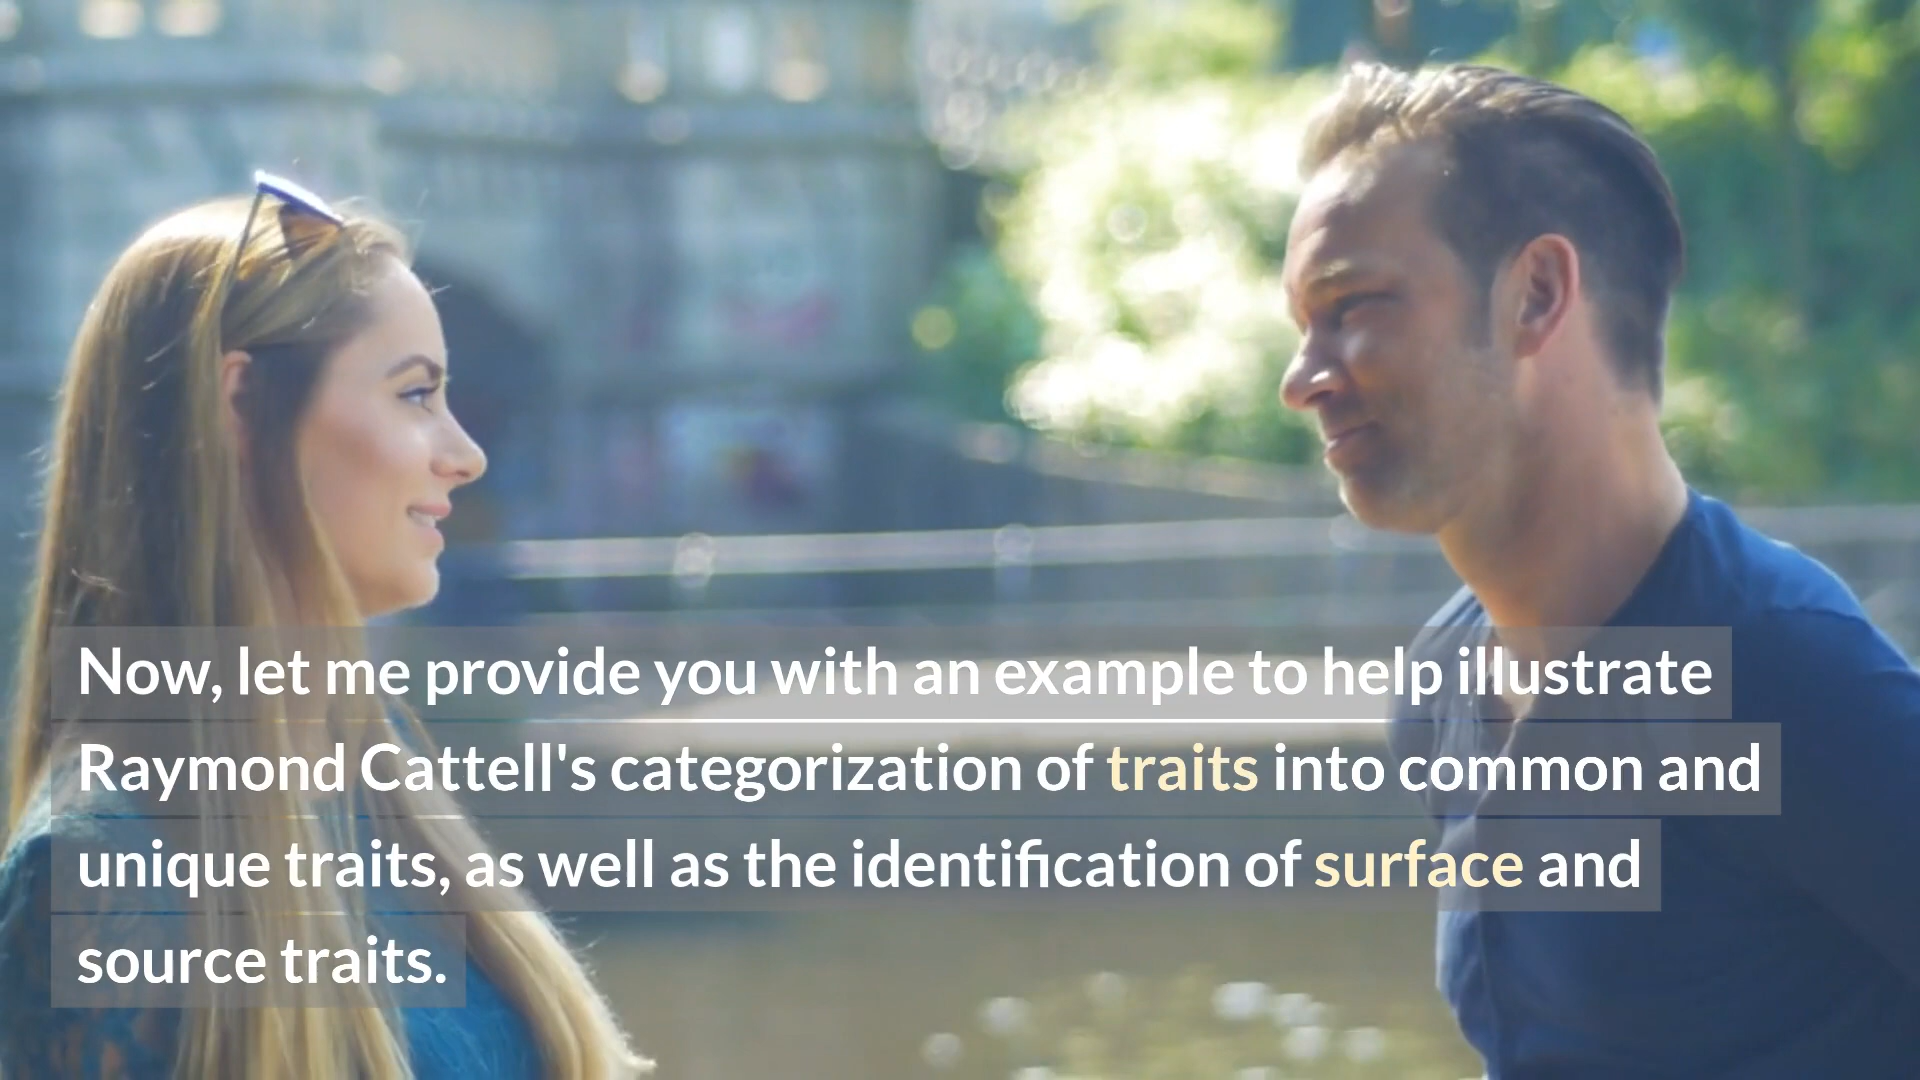 Now, let me provide you with an example to help illustrate
Raymond Cattell's categorization of traits into common and
unique traits, as well as the identification of surface and
source traits.